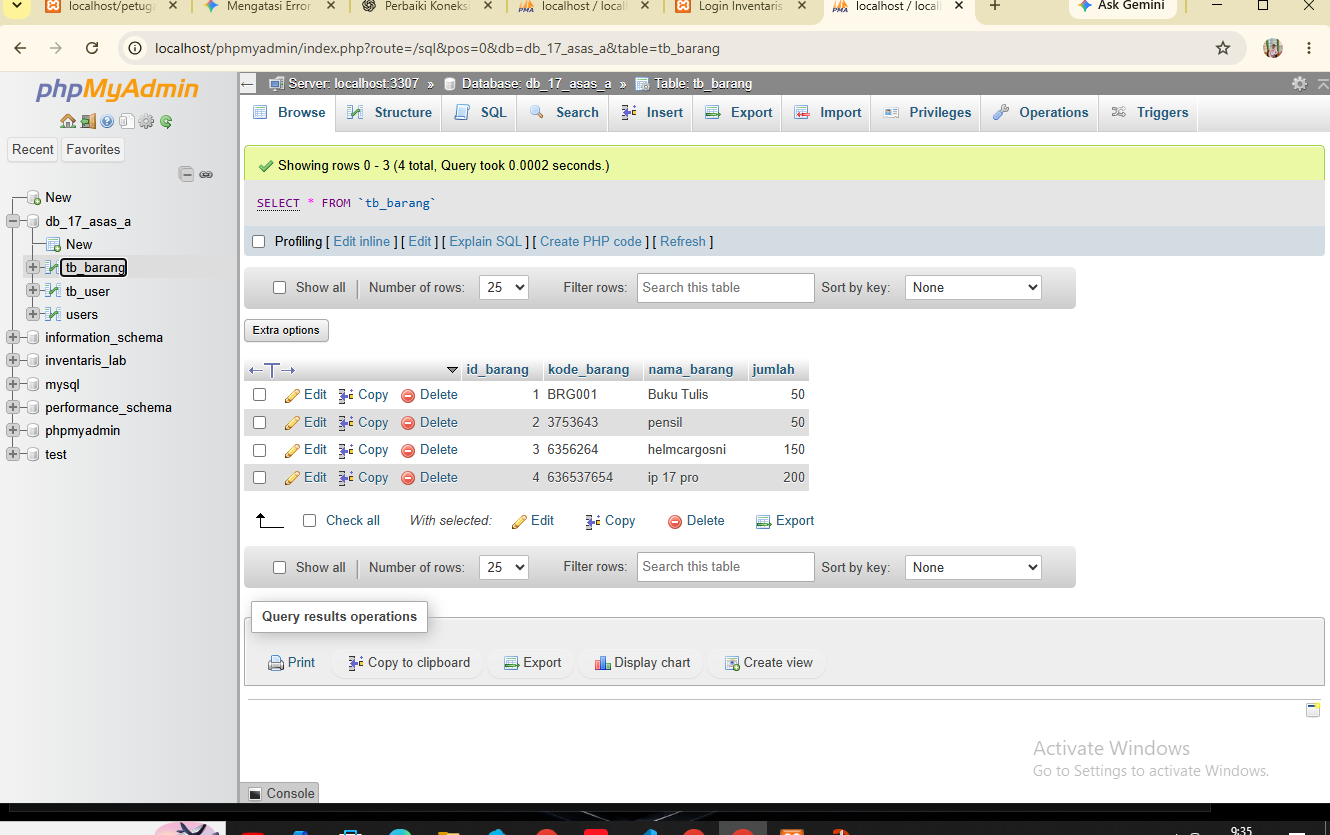 localhost/petuga
Mengatasi Error
Perbaiki Koneksi
localhost / locall
Login Inventaris
localhost / locall
Ask Gemini
localhost/phpmyadmin/index.php?route=/sql&pos=0&db=db_17_asas_a&table=tb_barang
phpMyAdmin
Recent Favorites
New
db_17_asas_a
New
tb_barang
tb_user
users
information_schema
inventaris_lab
mysql
performance_schema
phpmyadmin
test
Server: localhost:3307 » Database: db_17_asas_a » Table: tb_barang
Browse Structure SQL Search Insert Export Import Privileges Operations Triggers
Showing rows 0 - 3 (4 total, Query took 0.0002 seconds.)
SELECT * FROM `tb_barang`
Profiling [ Edit inline ] [ Edit ] [ Explain SQL ] [ Create PHP code ] [ Refresh ]
Show all Number of rows: 25 Filter rows: Search this table Sort by key: None
Extra options
←T→ id_barang kode_barang nama_barang jumlah
Edit Copy Delete 1 BRG001 Buku Tulis 50
Edit Copy Delete 2 3753643 pensil 50
Edit Copy Delete 3 6356264 helmcargosni 150
Edit Copy Delete 4 636537654 ip 17 pro 200
Check all With selected: Edit Copy Delete Export
Show all Number of rows: 25 Filter rows: Search this table Sort by key: None
Query results operations
Print Copy to clipboard Export Display chart Create view
Activate Windows
Go to Settings to activate Windows.
Console
9:35